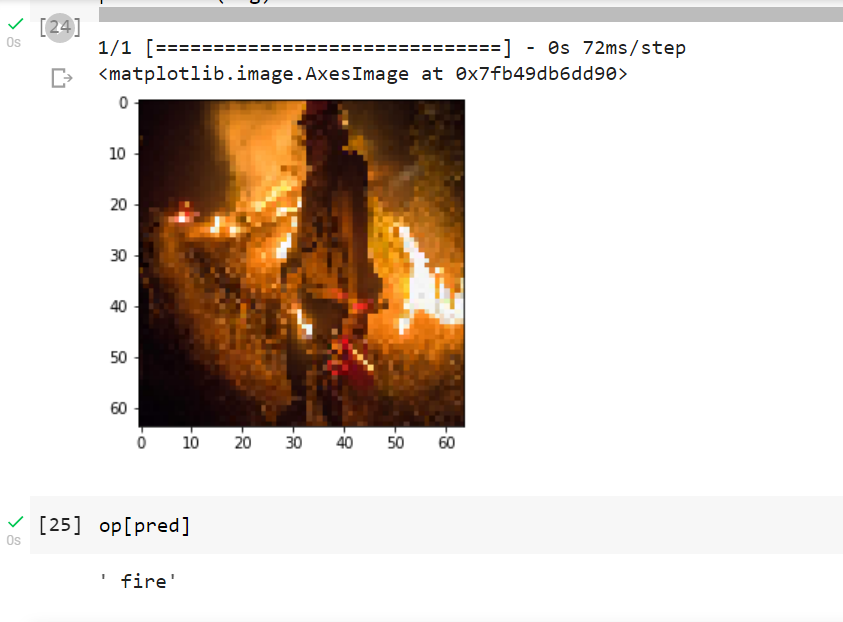 [24]
0s
1/1 [==============================] - 0s 72ms/step
<matplotlib.image.AxesImage at 0x7fb49db6dd90>
0
10
20
30
40
50
60
0 10 20 30 40 50 60
[25] op[pred]
0s
' fire'